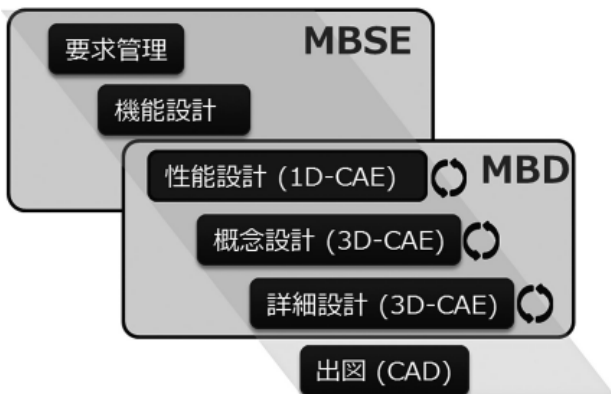 MBSE
要求管理
機能設計
MBD
性能設計 (1D-CAE)
概念設計 (3D-CAE)
詳細設計 (3D-CAE)
出図 (CAD)